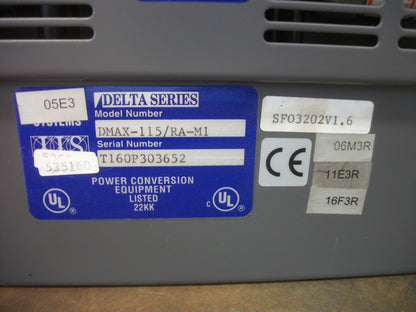 05E3
DELTA SERIES
SYSTEMS
Model Number
DMAX-115/RA-M1
Serial Number
T160P303652
535160
POWER CONVERSION
EQUIPMENT
LISTED
22KK
UL
C UL
SFO3202V1.6
CE
06M3R
11E3R
16F3R